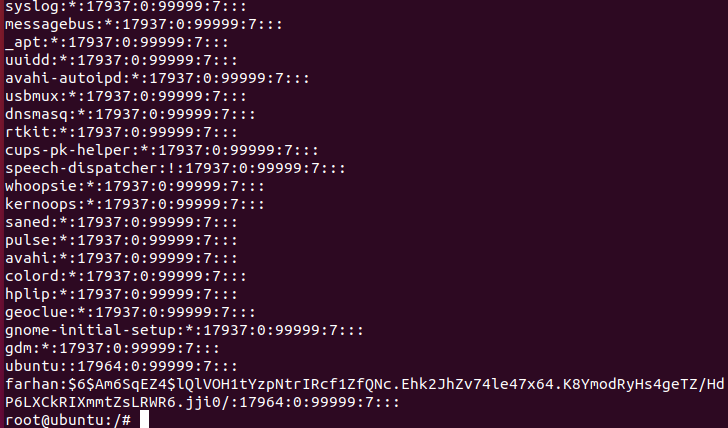 syslog:*:17937:0:99999:7:::
messagebus:*:17937:0:99999:7:::
_apt:*:17937:0:99999:7:::
uuidd:*:17937:0:99999:7:::
avahi-autoipd:*:17937:0:99999:7:::
usbmux:*:17937:0:99999:7:::
dnsmasq:*:17937:0:99999:7:::
rtkit:*:17937:0:99999:7:::
cups-pk-helper:*:17937:0:99999:7:::
speech-dispatcher:!:17937:0:99999:7:::
whoopsie:*:17937:0:99999:7:::
kernoops:*:17937:0:99999:7:::
saned:*:17937:0:99999:7:::
pulse:*:17937:0:99999:7:::
avahi:*:17937:0:99999:7:::
colord:*:17937:0:99999:7:::
hplip:*:17937:0:99999:7:::
geoclue:*:17937:0:99999:7:::
gnome-initial-setup:*:17937:0:99999:7:::
gdm:*:17937:0:99999:7:::
ubuntu::17964:0:99999:7:::
farhan:$6$Am6SqEZ4$lQlVOH1tYzpNtrIRcf1ZfQNc.Ehk2JhZv74le47x64.K8YmodRyHs4geTZ/Hd
P6LXCkRIXmmtZsLRWR6.jji0/:17964:0:99999:7:::
root@ubuntu:/#